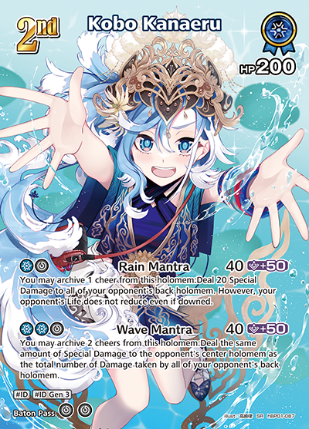 2nd
Kobo Kanaeru
HP200
Rain Mantra 40 +50
You may archive 1 cheer from this holomem:Deal 20 Special
Damage to all of your opponent's back holomem. However, your
opponent's Life does not reduce even if downed.
Wave Mantra 40 +50
You may archive 2 cheers from this holomem:Deal the same
amount of Special Damage to the opponent's center holomem as
the total number of Damage taken by all of your opponent's back
holomem.
#ID #ID Gen 3
Baton Pass
illust. SR hBP01-087